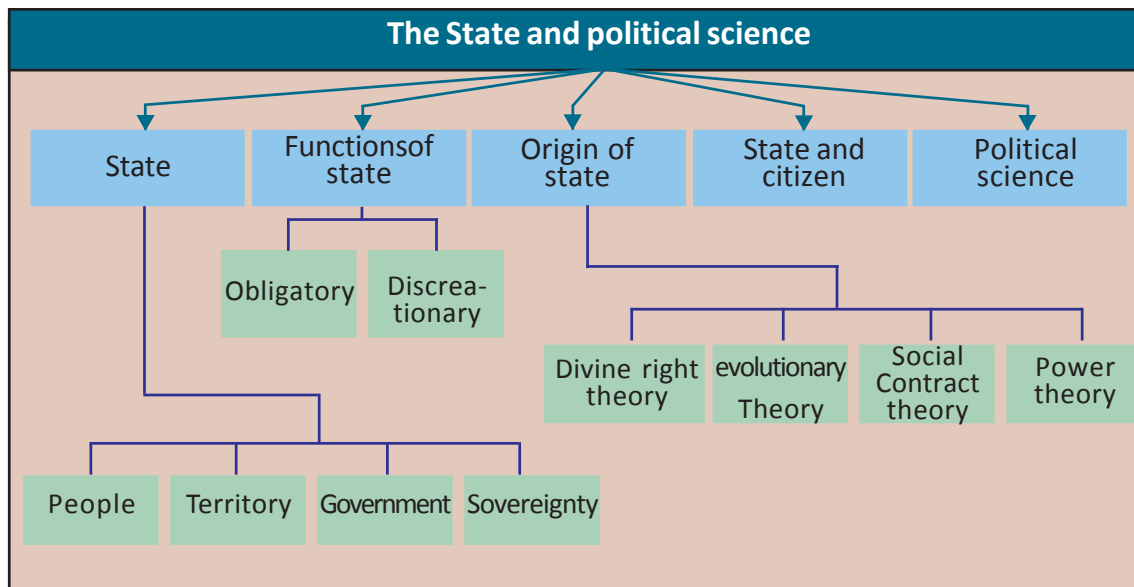 The State and political science
State
Functionsof
state
Origin of
state
State and
citizen
Political
science
Obligatory
Discrea-
tionary
Divine right
theory
evolutionary
Theory
Social
Contract
theory
Power
theory
People
Territory
Government
Sovereignty